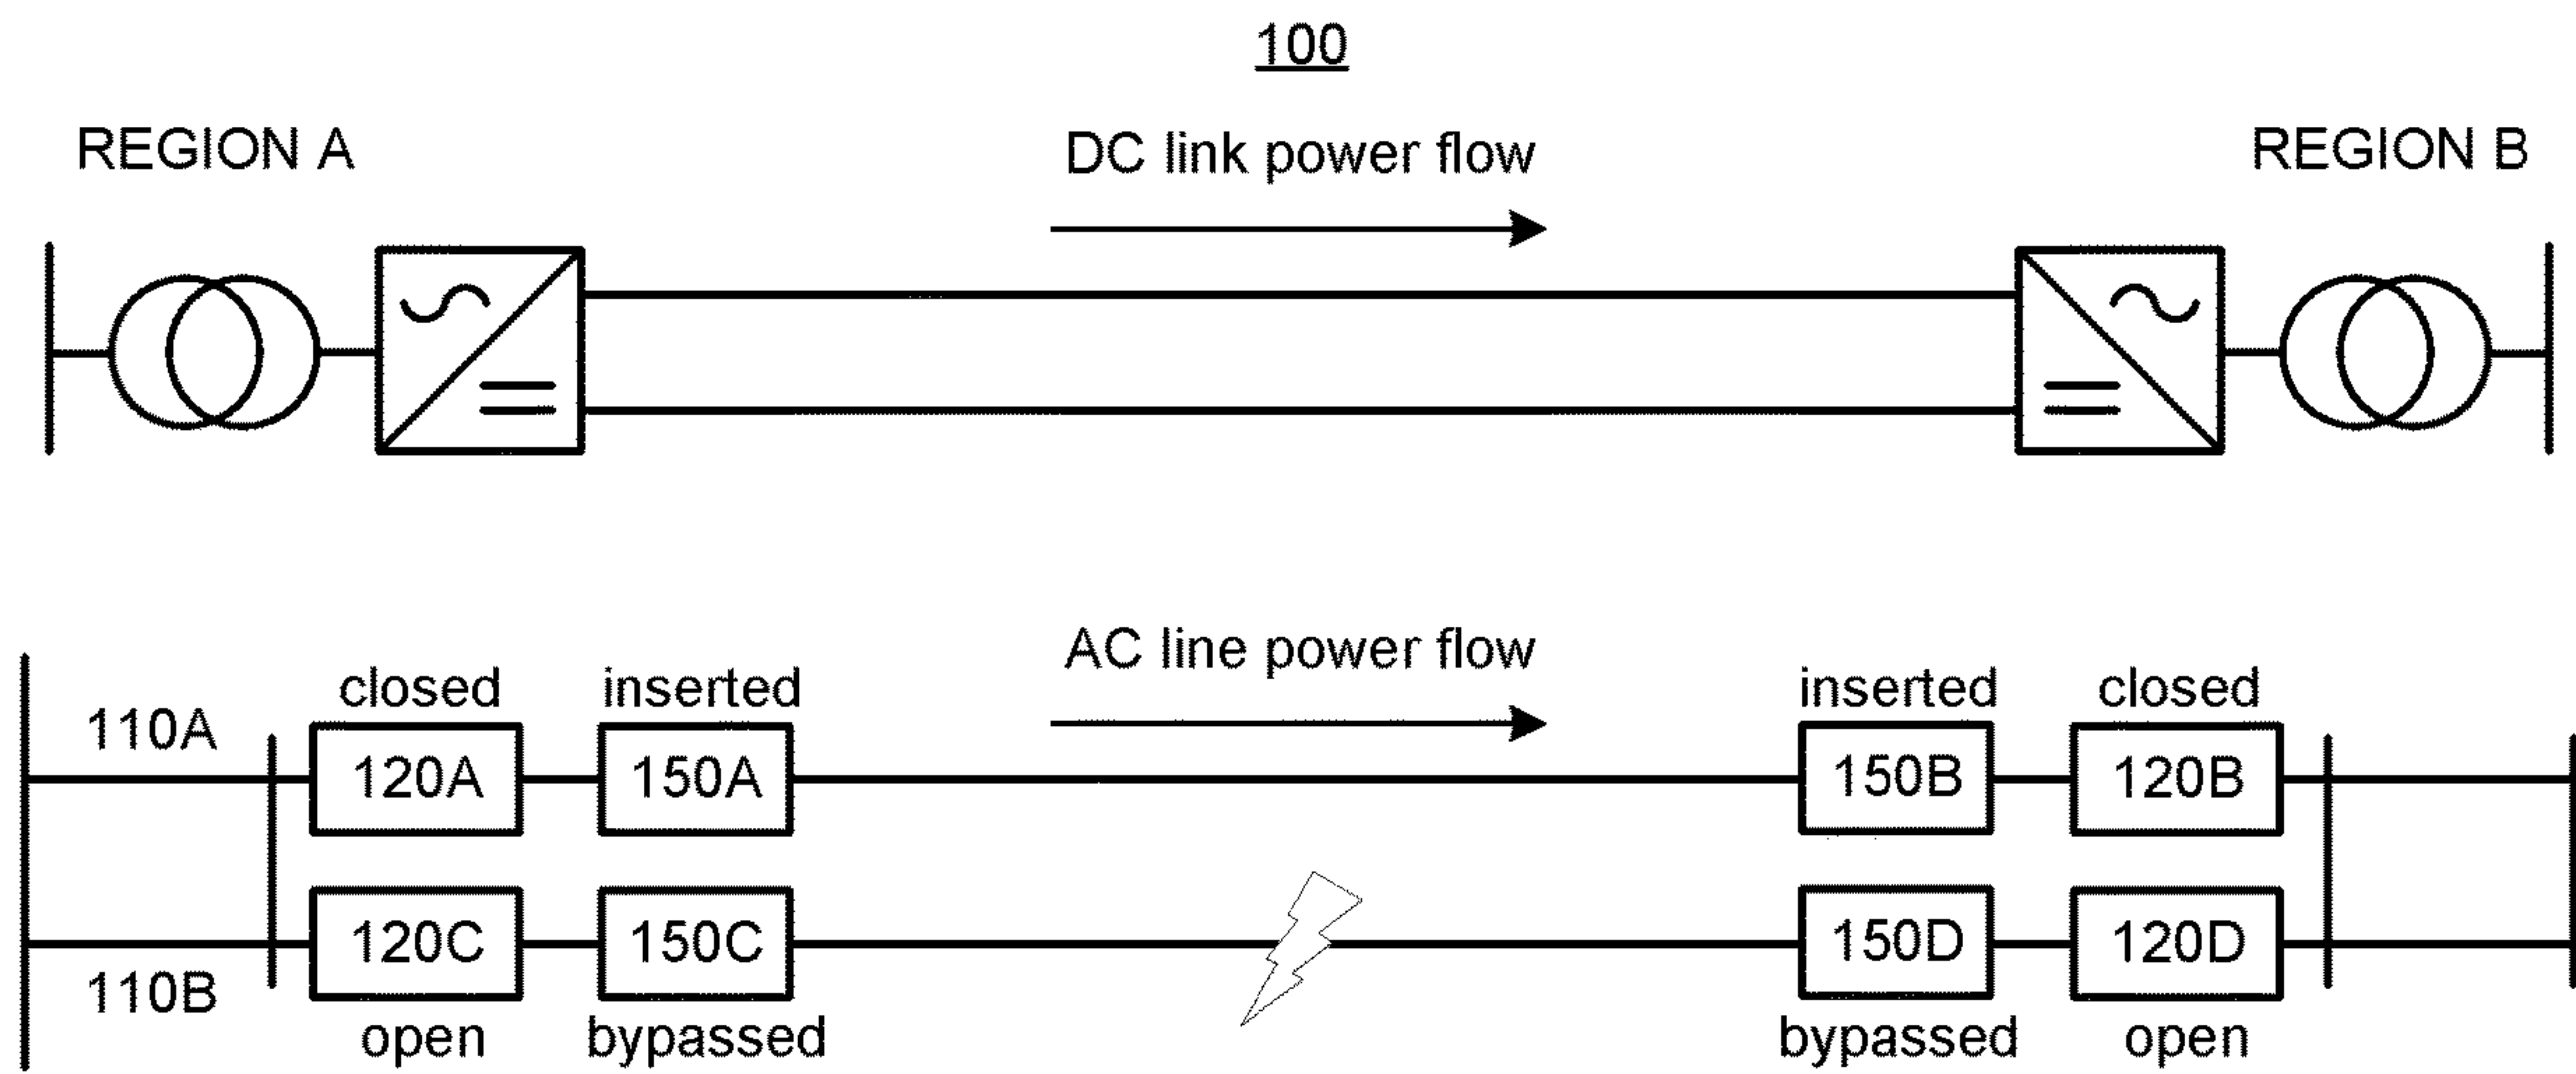 100
REGION A
DC link power flow
REGION B
AC line power flow
closed
inserted
inserted
closed
110A
120A
150A
150B
120B
120C
150C
150D
120D
110B
open
bypassed
bypassed
open